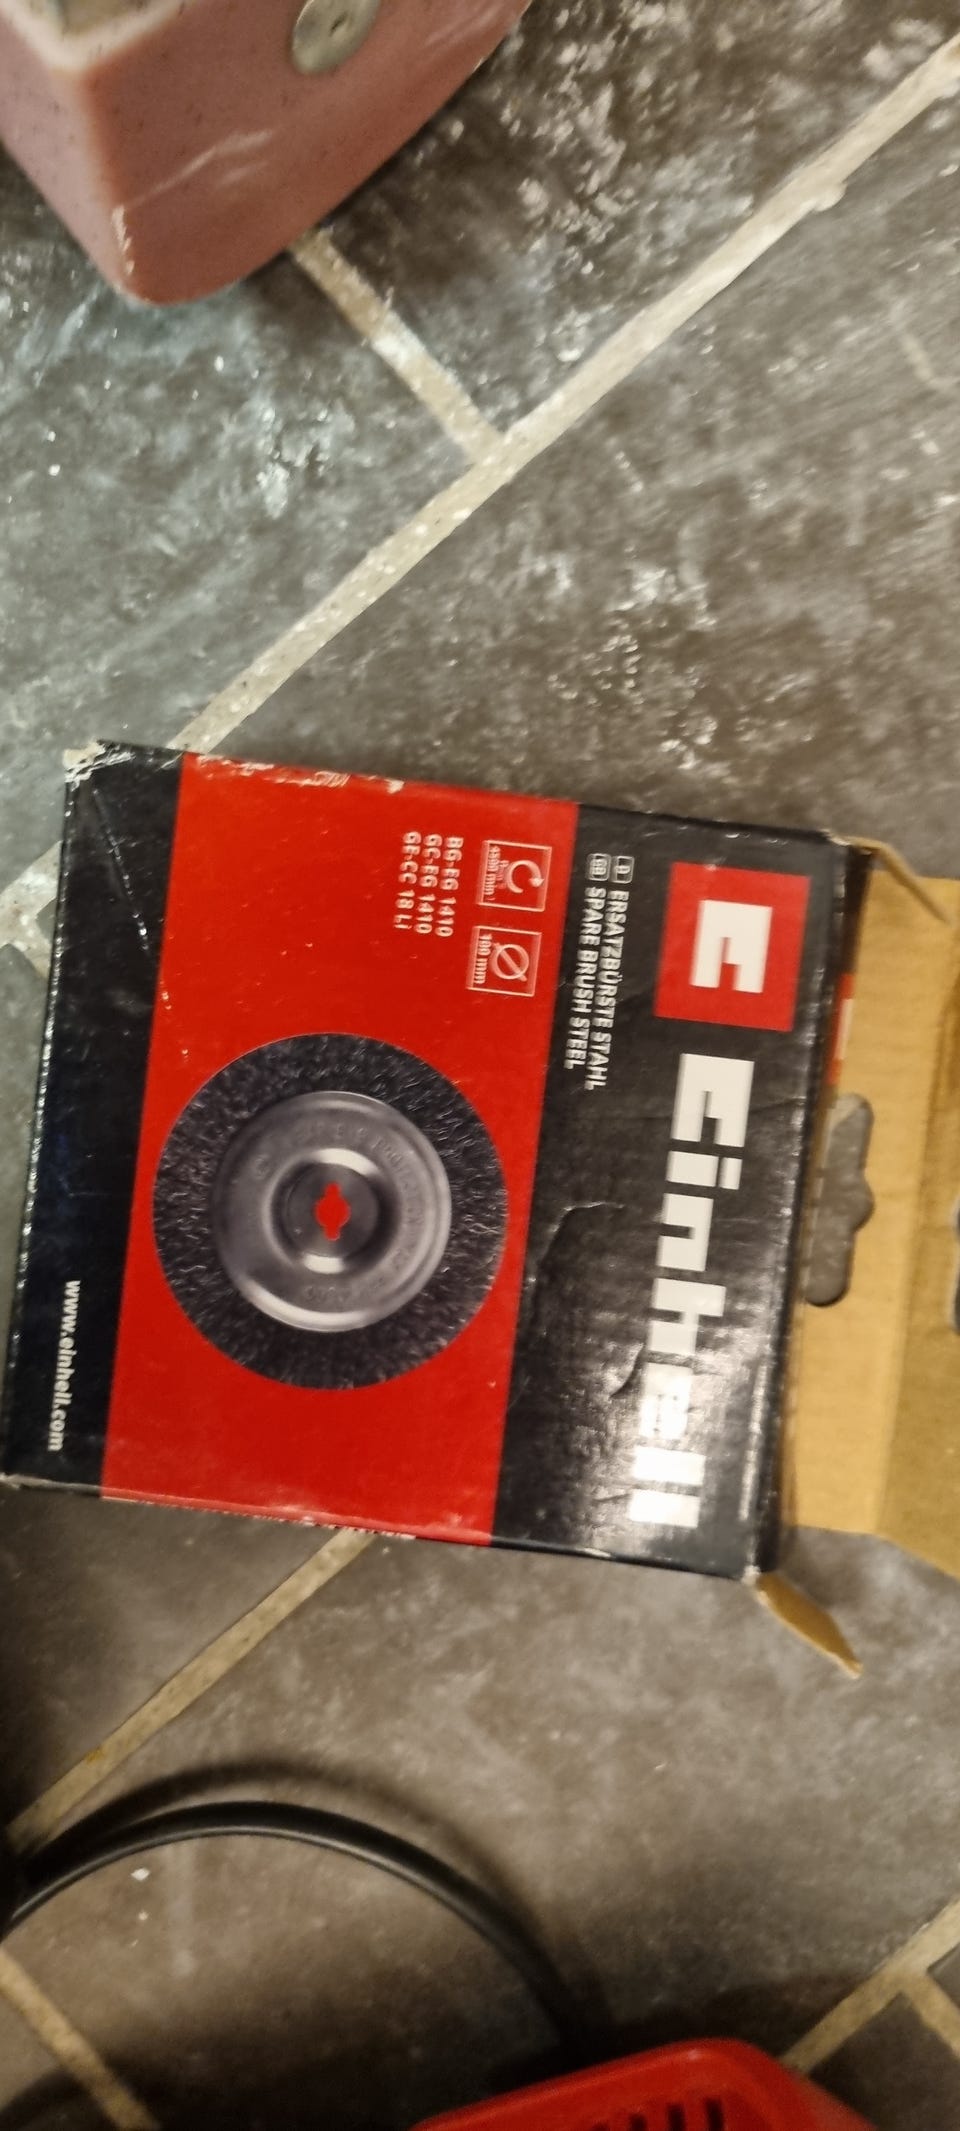 Einhell
D ERSATZBÜRSTE STAHL
GB SPARE BRUSH STEEL
100 mm
BG-EG 1410
GC-EG 1410
GE-CC 18 Li
www.einhell.com